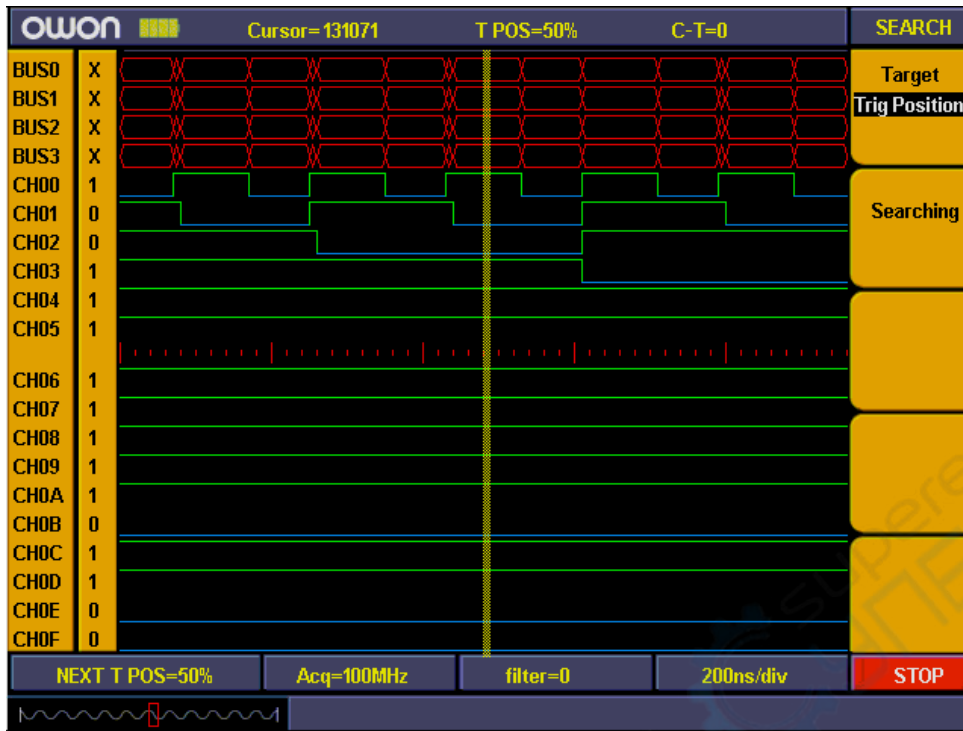 owon Cursor=131071 T POS=50% C-T=0 SEARCH
BUS0 X
BUS1 X
BUS2 X
BUS3 X
CH00 1
CH01 0
CH02 0
CH03 1
CH04 1
CH05 1
CH06 1
CH07 1
CH08 1
CH09 1
CH0A 1
CH0B 0
CH0C 1
CH0D 1
CH0E 0
CH0F 0
Target
Trig Position
Searching
NEXT T POS=50% Acq=100MHz filter=0 200ns/div STOP